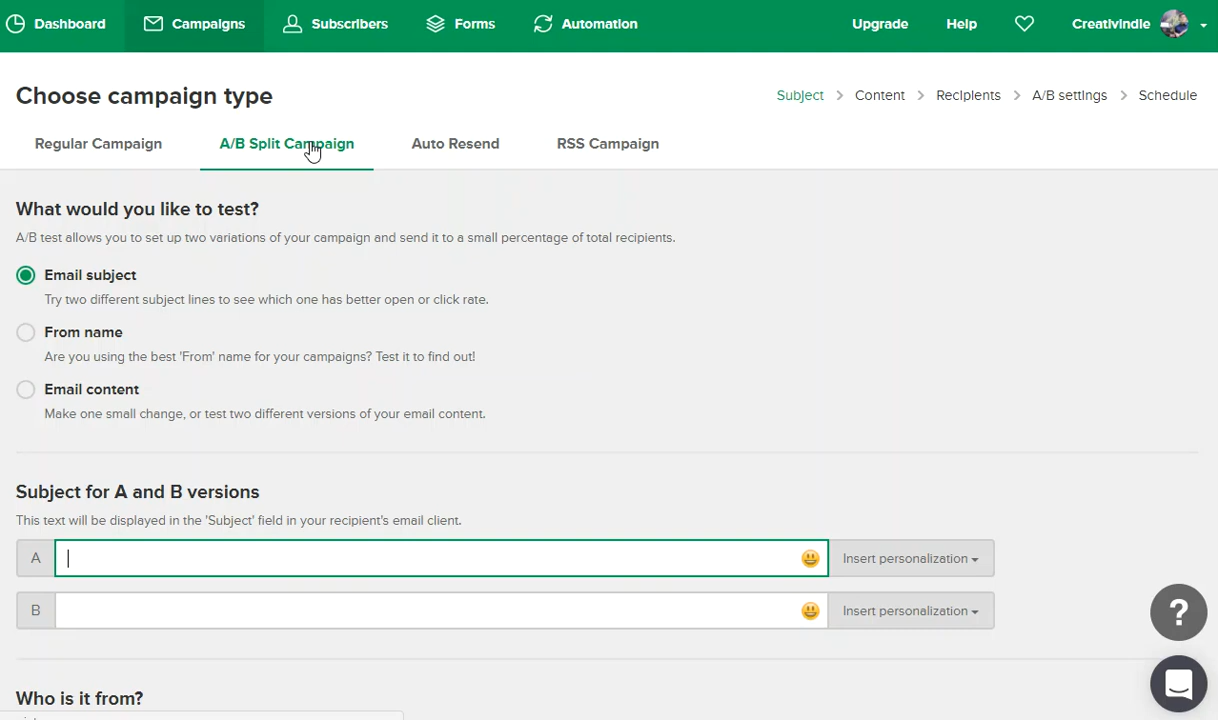 Dashboard Campaigns Subscribers Forms Automation Upgrade Help CreativIndie
Choose campaign type
Subject > Content > Recipients > A/B settings > Schedule
Regular Campaign A/B Split Campaign Auto Resend RSS Campaign
What would you like to test?
A/B test allows you to set up two variations of your campaign and send it to a small percentage of total recipients.
Email subject
Try two different subject lines to see which one has better open or click rate.
From name
Are you using the best 'From' name for your campaigns? Test it to find out!
Email content
Make one small change, or test two different versions of your email content.
Subject for A and B versions
This text will be displayed in the 'Subject' field in your recipient's email client.
A Insert personalization
B Insert personalization
?
Who is it from?